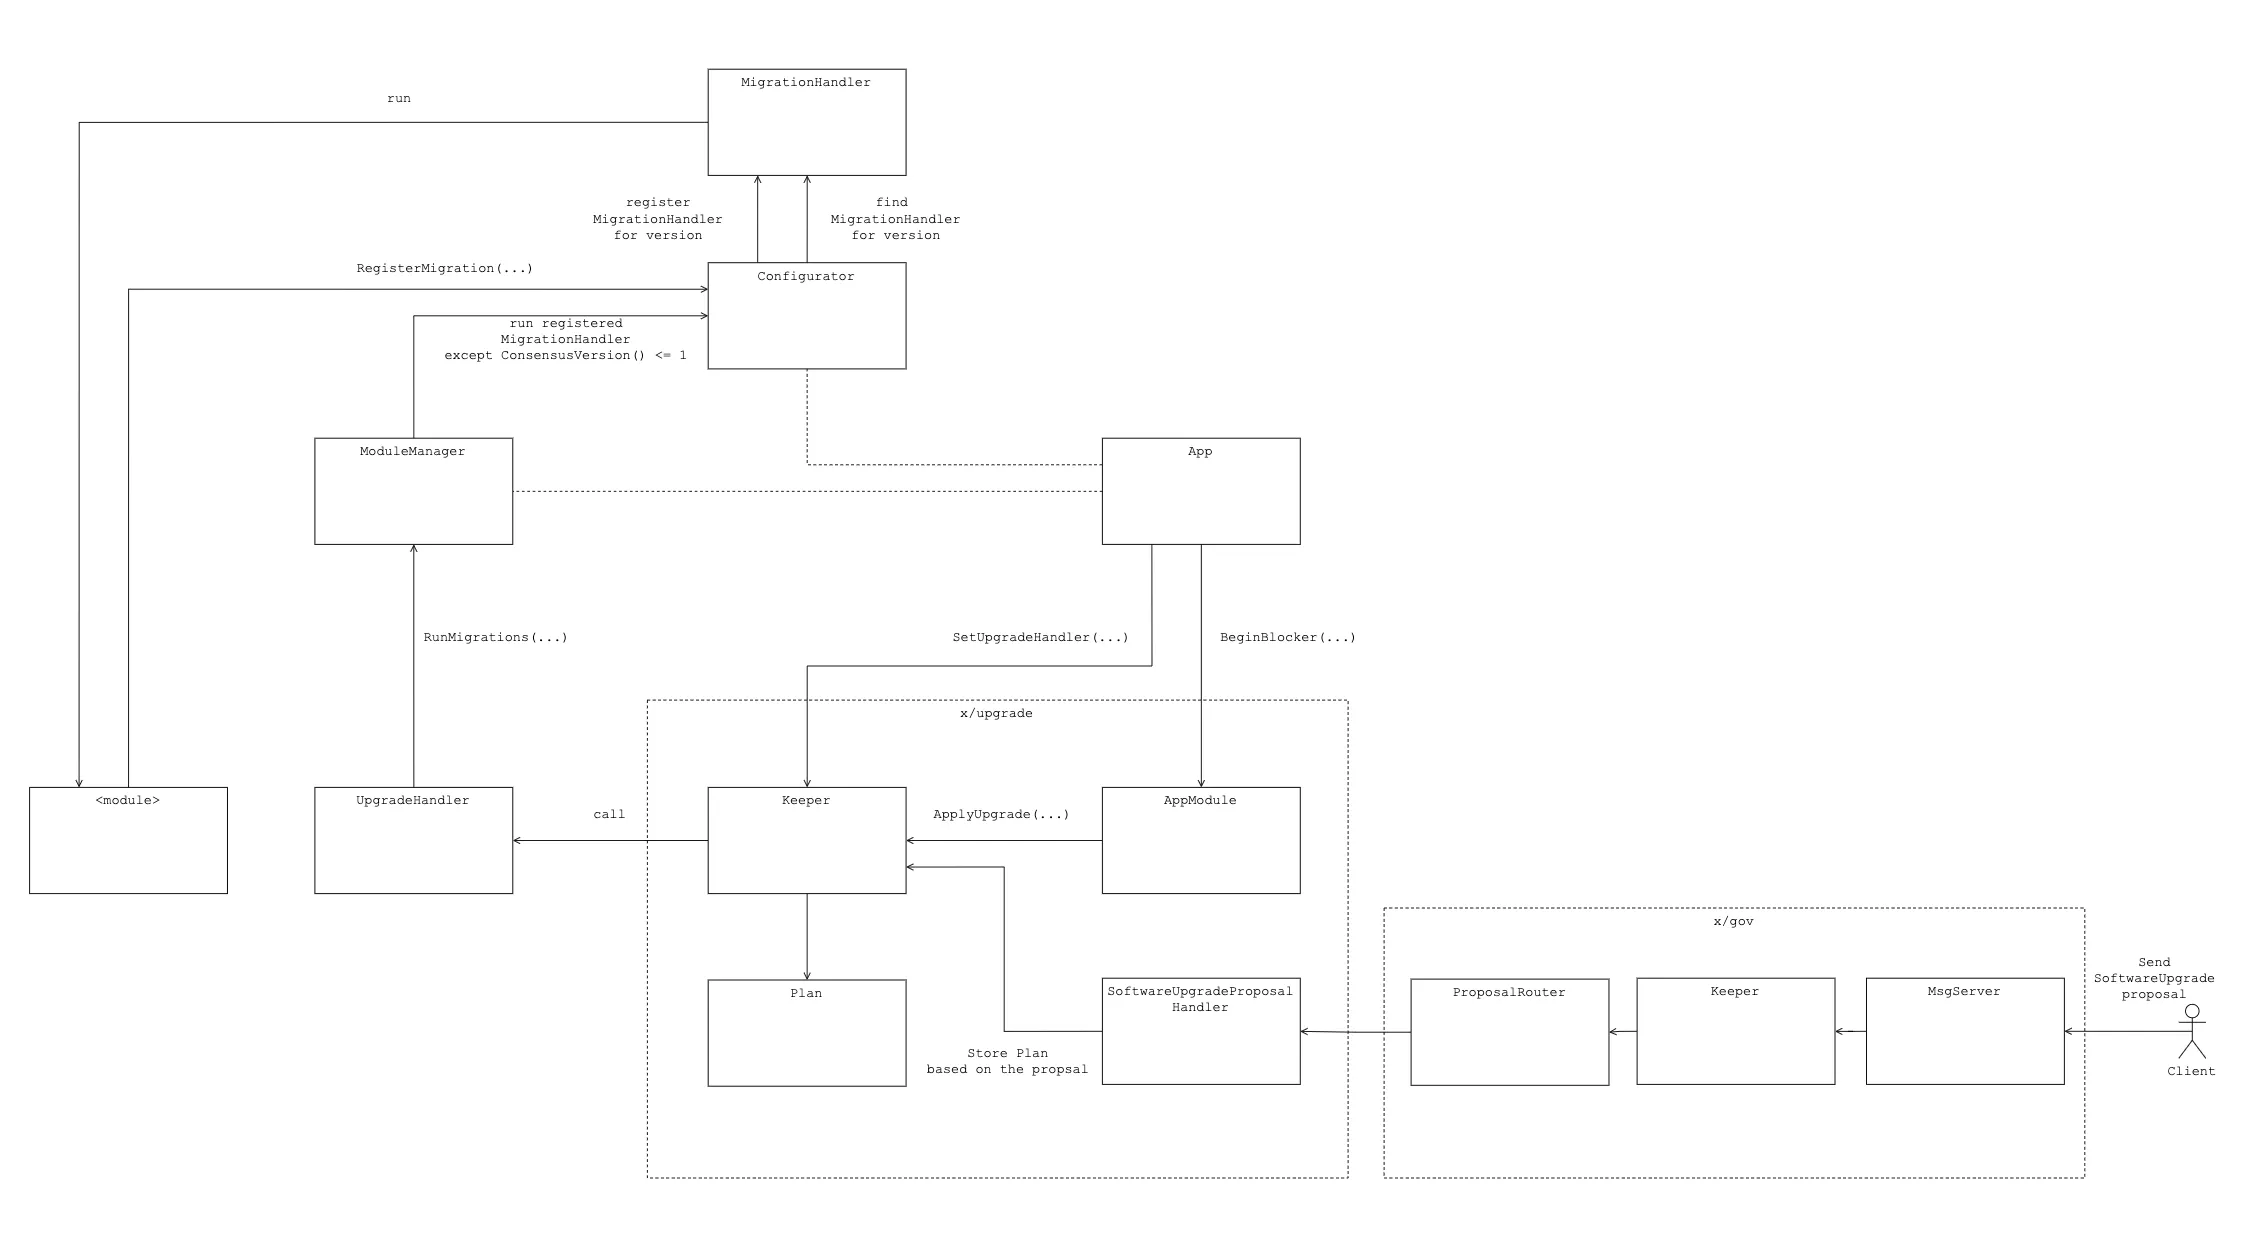 MigrationHandler
run
register
MigrationHandler
for version
find
MigrationHandler
for version
RegisterMigration(...)
Configurator
run registered
MigrationHandler
except ConsensusVersion() <= 1
ModuleManager
App
RunMigrations(...)
SetUpgradeHandler(...)
BeginBlocker(...)
x/upgrade
<module>
UpgradeHandler
call
Keeper
ApplyUpgrade(...)
AppModule
x/gov
Plan
Store Plan
based on the propsal
SoftwareUpgradeProposal
Handler
ProposalRouter
Keeper
MsgServer
Send
SoftwareUpgrade
proposal
Client